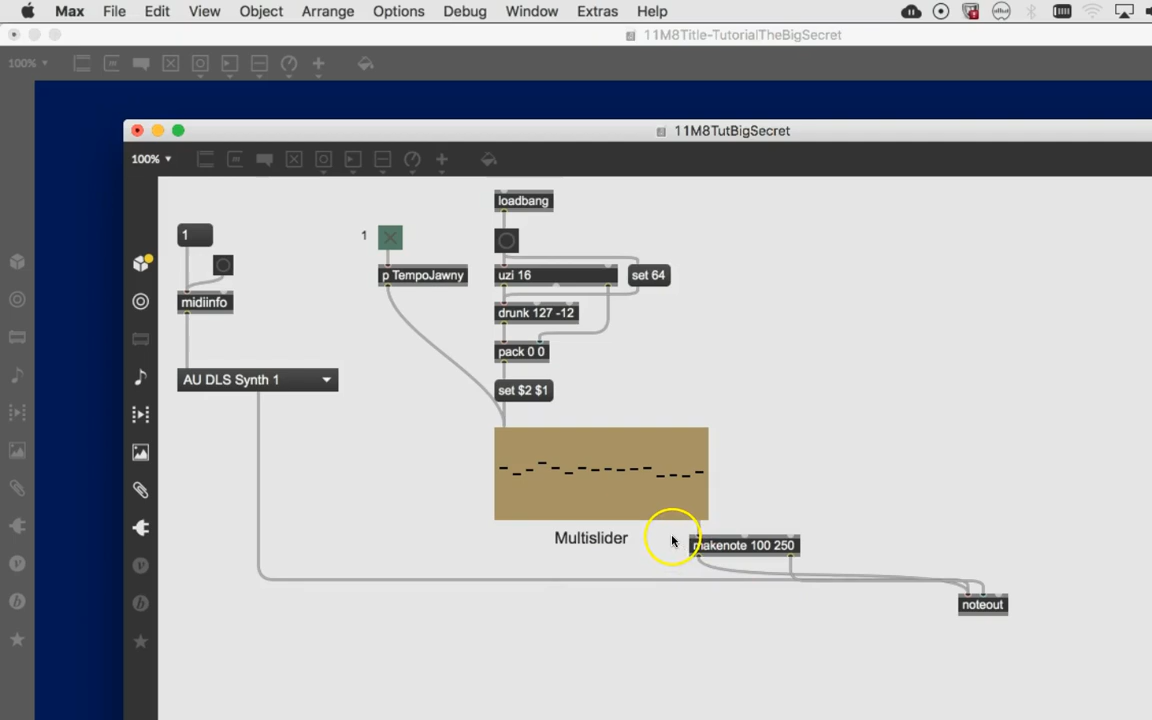 Max File Edit View Object Arrange Options Debug Window Extras Help
11M8Title-TutorialTheBigSecret
100%
11M8TutBigSecret
100%
loadbang
1
1
uzi 16
set 64
p TempoJawny
midiinfo
drunk 127 -12
pack 0 0
AU DLS Synth 1
set $2 $1
Multislider
makenote 100 250
noteout